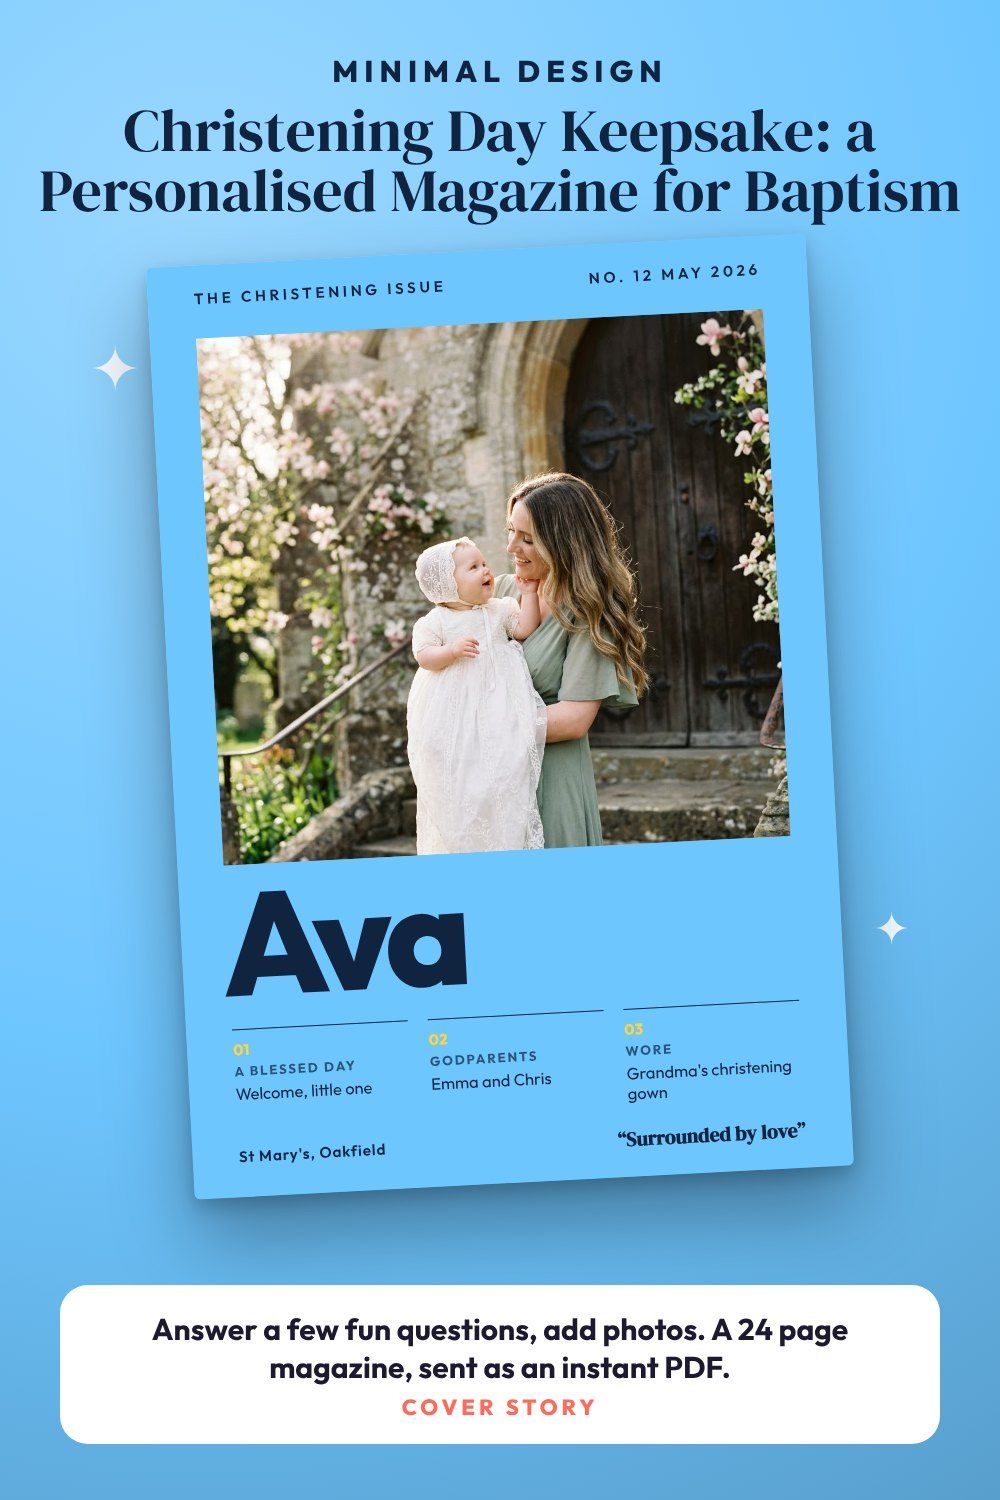 MINIMAL DESIGN
Christening Day Keepsake: a
Personalised Magazine for Baptism
THE CHRISTENING ISSUE
NO. 12 MAY 2026
Ava
01
A BLESSED DAY
Welcome, little one
02
GODPARENTS
Emma and Chris
03
WORE
Grandma's christening
gown
St Mary's, Oakfield
“Surrounded by love”
Answer a few fun questions, add photos. A 24 page
magazine, sent as an instant PDF.
COVER STORY